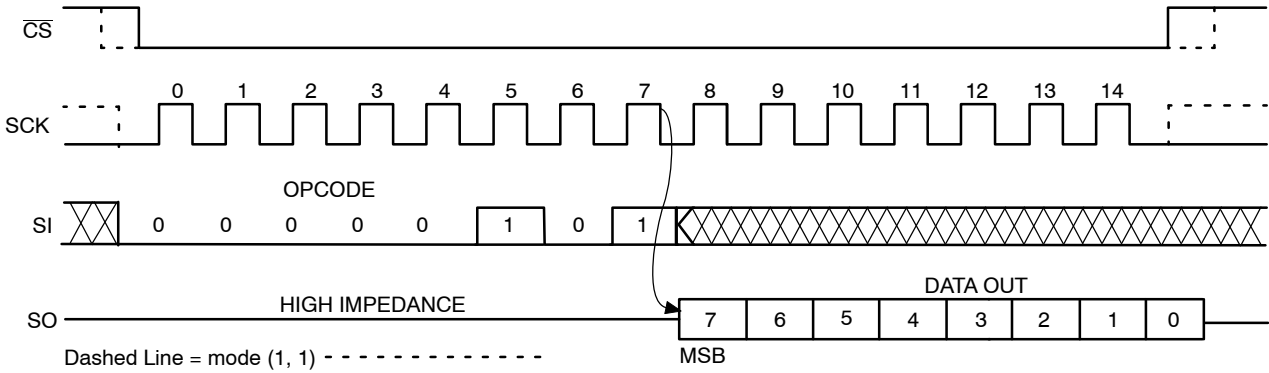 CS
0 1 2 3 4 5 6 7 8 9 10 11 12 13 14
SCK
OPCODE
SI 0 0 0 0 0 1 0 1
DATA OUT
HIGH IMPEDANCE
SO 7 6 5 4 3 2 1 0
Dashed Line = mode (1, 1) MSB